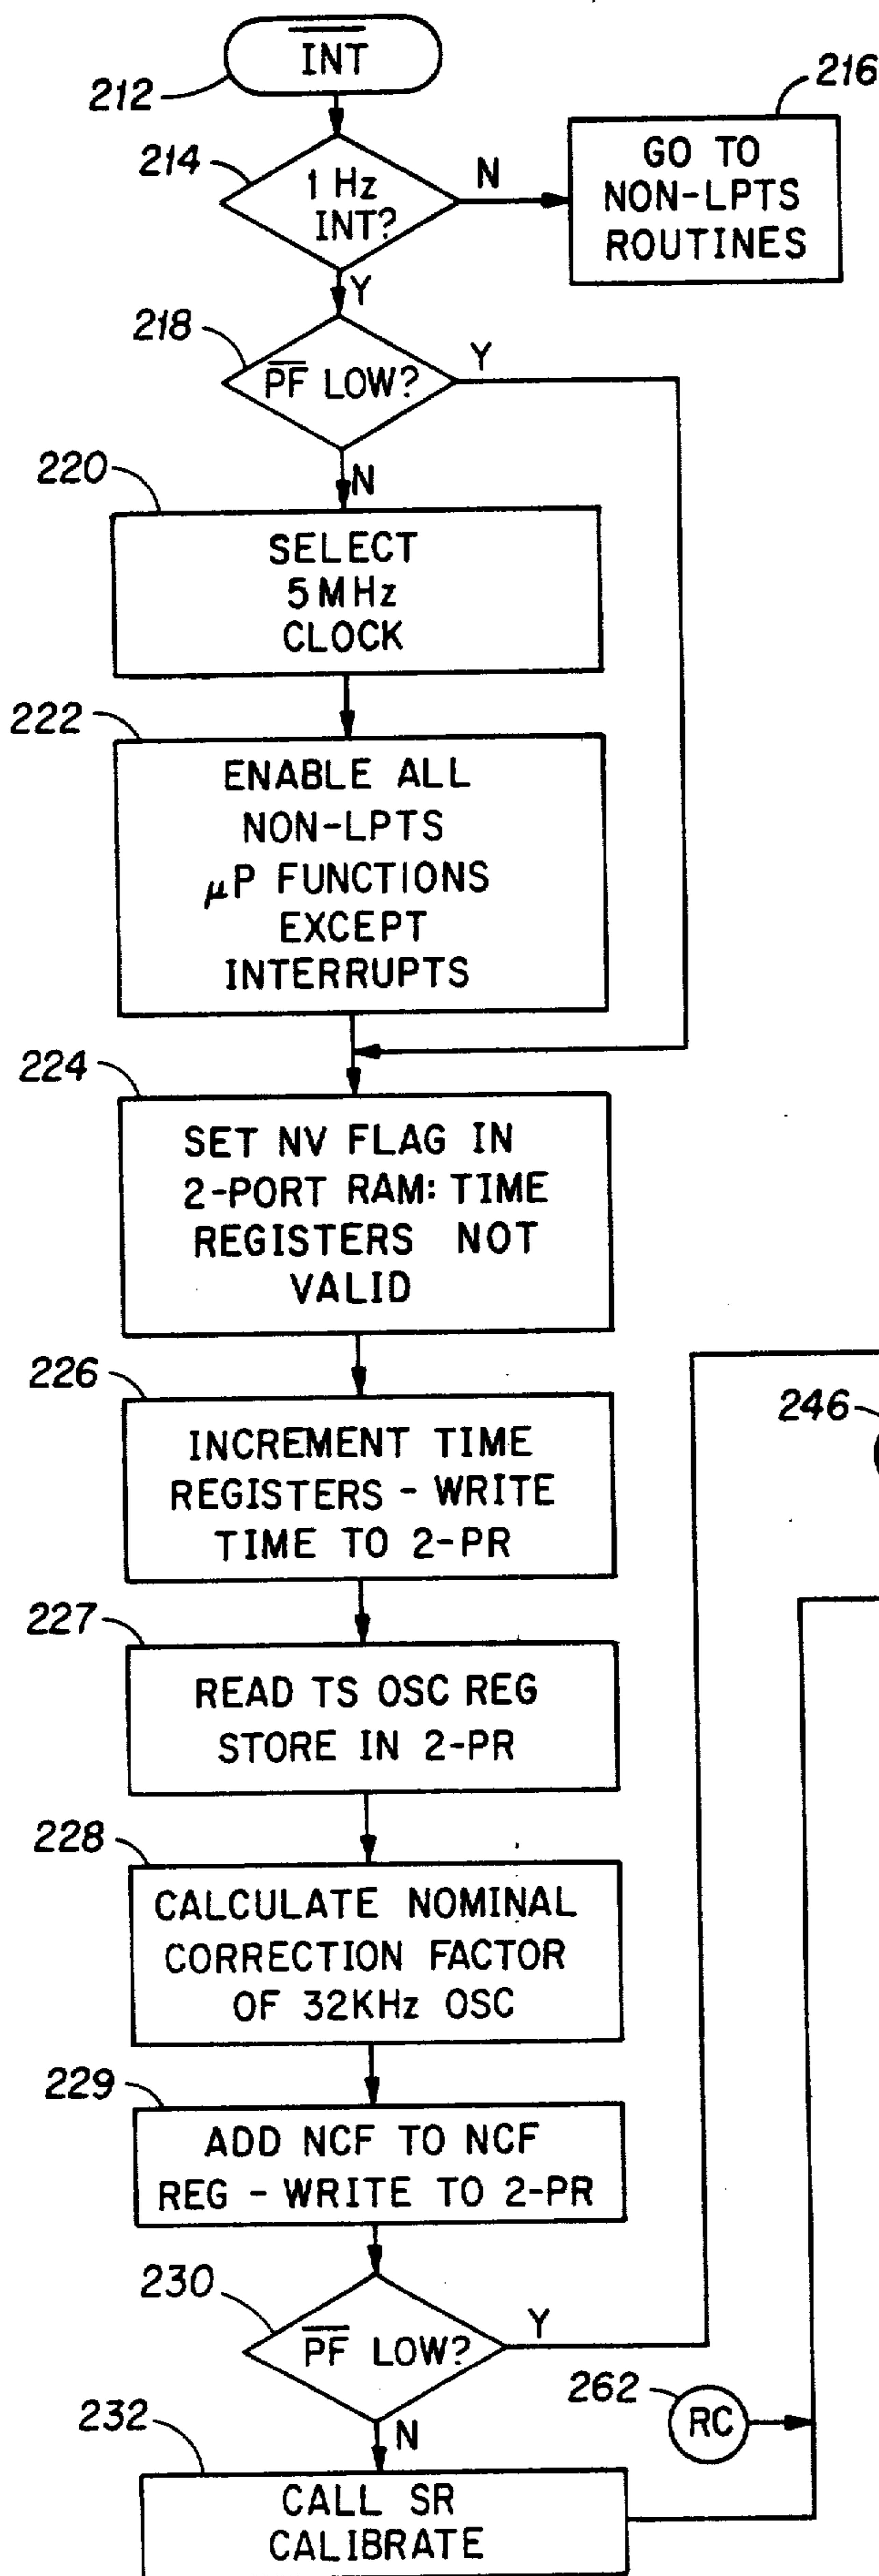 I̅N̅T̅
212
214
1 Hz
INT?
N
216
GO TO
NON-LPTS
ROUTINES
Y
218
P̅F̅ LOW?
Y
N
220
SELECT
5 MHz
CLOCK
222
ENABLE ALL
NON-LPTS
μP FUNCTIONS
EXCEPT
INTERRUPTS
224
SET NV FLAG IN
2-PORT RAM: TIME
REGISTERS NOT
VALID
226
INCREMENT TIME
REGISTERS - WRITE
TIME TO 2-PR
246
227
READ TS OSC REG
STORE IN 2-PR
228
CALCULATE NOMINAL
CORRECTION FACTOR
OF 32KHz OSC
229
ADD NCF TO NCF
REG - WRITE TO 2-PR
230
P̅F̅ LOW?
Y
N
262
RC
232
CALL SR
CALIBRATE